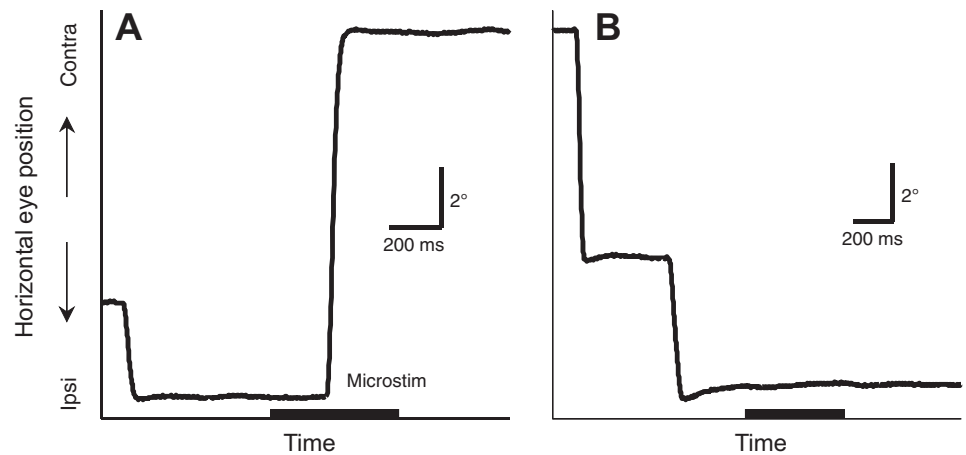 A
B
Contra
Horizontal eye position
Ipsi
2°
200 ms
2°
200 ms
Microstim
Time
Time